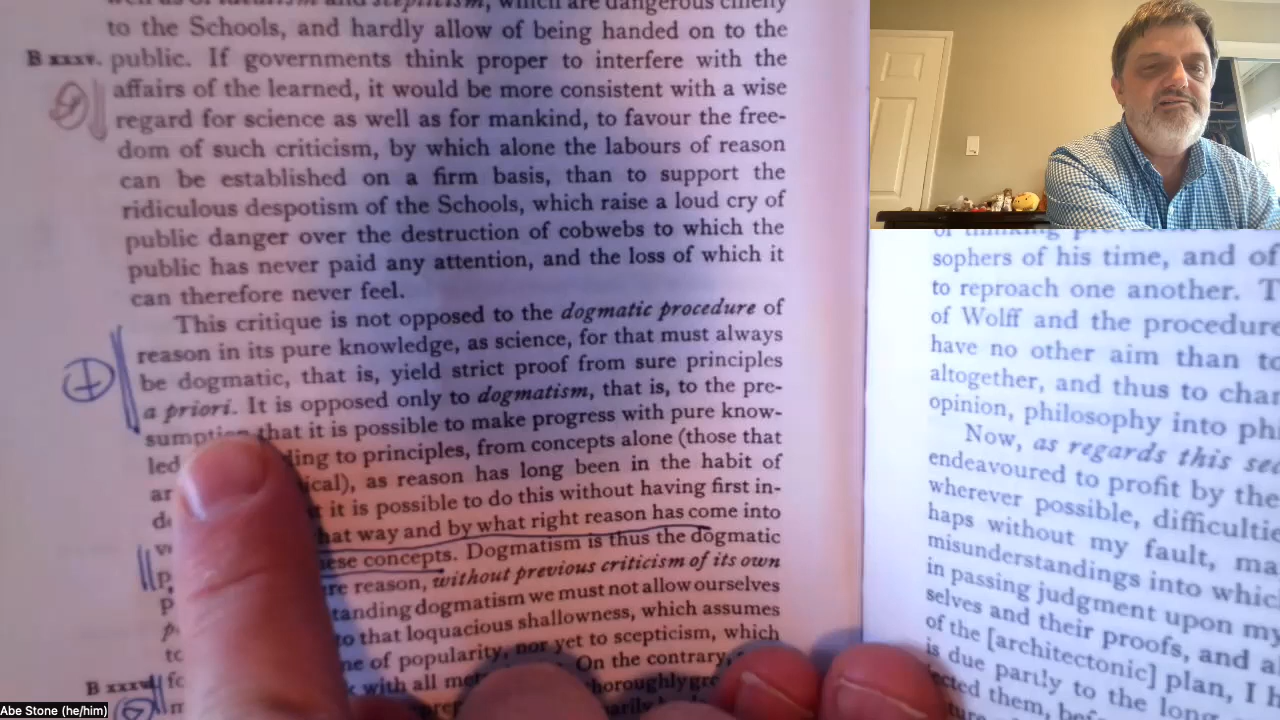 to the Schools, and hardly allow of being handed on to the
B xxxv. public. If governments think proper to interfere with the
affairs of the learned, it would be more consistent with a wise
regard for science as well as for mankind, to favour the free-
dom of such criticism, by which alone the labours of reason
can be established on a firm basis, than to support the
ridiculous despotism of the Schools, which raise a loud cry of
public danger over the destruction of cobwebs to which the
public has never paid any attention, and the loss of which it
can therefore never feel.
This critique is not opposed to the dogmatic procedure of
reason in its pure knowledge, as science, for that must always
be dogmatic, that is, yield strict proof from sure principles
a priori. It is opposed only to dogmatism, that is, to the pre-
sumption that it is possible to make progress with pure know-
led ing to principles, from concepts alone (those that
ical), as reason has long been in the habit of
it is possible to do this without having first in-
hat way and by what right reason has come into
ese concepts. Dogmatism is thus the dogmatic
re reason, without previous criticism of its own
tanding dogmatism we must not allow ourselves
to that loquacious shallowness, which assumes
me of popularity, nor yet to scepticism, which
with all On the contrary,
sophers of his time, and of
to reproach one another.
of Wolff and the procedure
have no other aim than to
altogether, and thus to
opinion, philosophy into
Now, as regards this
endeavoured to profit by the
wherever possible,
haps without my fault,
misunderstandings into
in passing judgment upon
selves and their proofs, and
of the [architectonic] plan, I
is due partly to the long
Abe Stone (he/him)